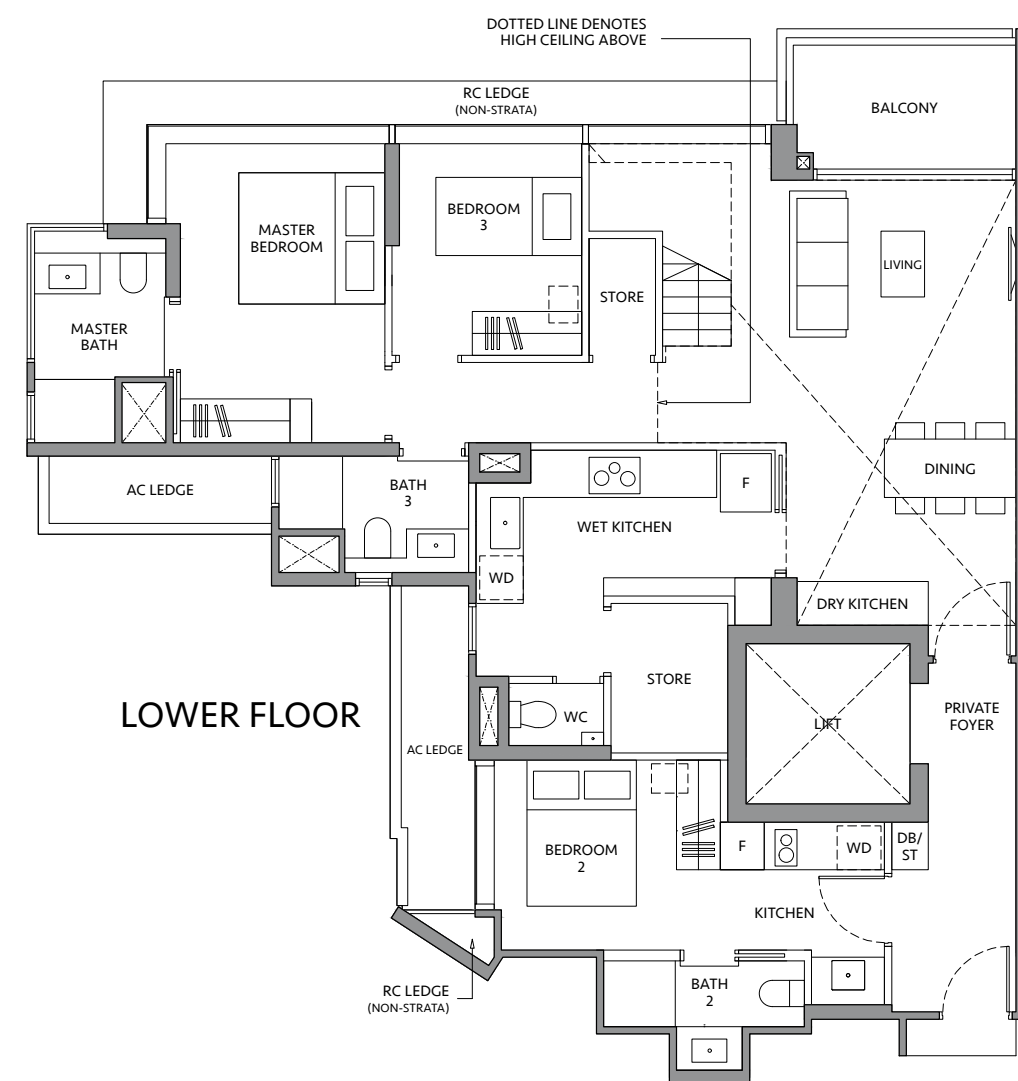 DOTTED LINE DENOTES
HIGH CEILING ABOVE
RC LEDGE
(NON-STRATA)
BALCONY
MASTER
BEDROOM
BEDROOM
3
LIVING
STORE
MASTER
BATH
DINING
AC LEDGE
BATH
3
F
WET KITCHEN
WD
DRY KITCHEN
STORE
LOWER FLOOR
WC
LIFT
PRIVATE
FOYER
AC LEDGE
BEDROOM
2
F
WD
DB/
ST
KITCHEN
RC LEDGE
(NON-STRATA)
BATH
2